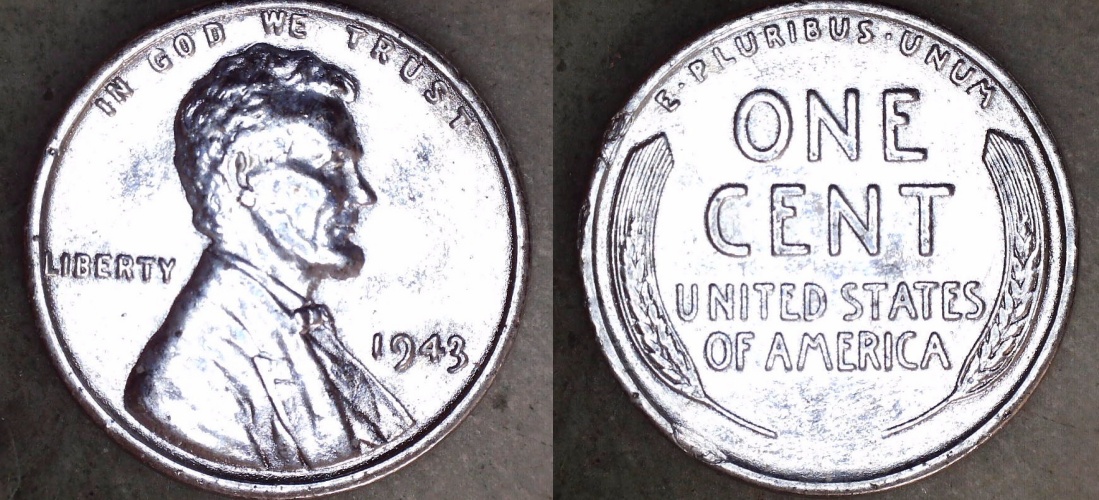 IN GOD WE TRUST
LIBERTY
1943
E·PLURIBUS·UNUM
ONE
CENT
UNITED STATES
OF AMERICA